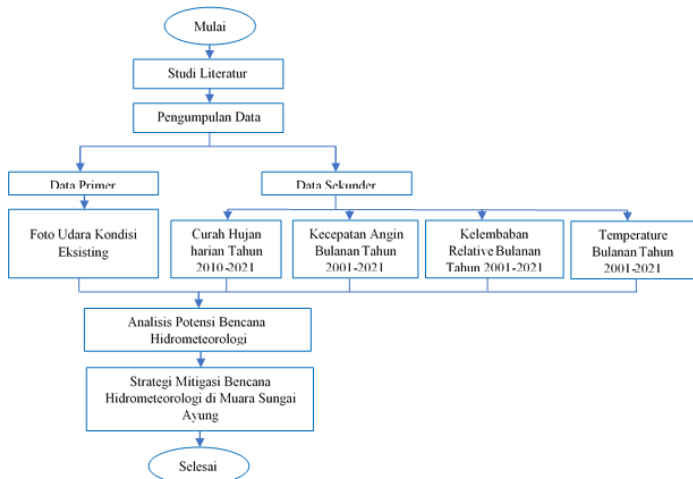 Mulai
Studi Literatur
Pengumpulan Data
Data Primer
Data Sekunder
Foto Udara Kondisi
Eksisting
Curah Hujan
harian Tahun
2010-2021
Kecepatan Angin
Bulanan Tahun
2001-2021
Kelembaban
Relative Bulanan
Tahun 2001-2021
Temperature
Bulanan Tahun
2001-2021
Analisis Potensi Bencana
Hidrometeorologi
Strategi Mitigasi Bencana
Hidrometeorologi di Muara Sungai
Ayung
Selesai